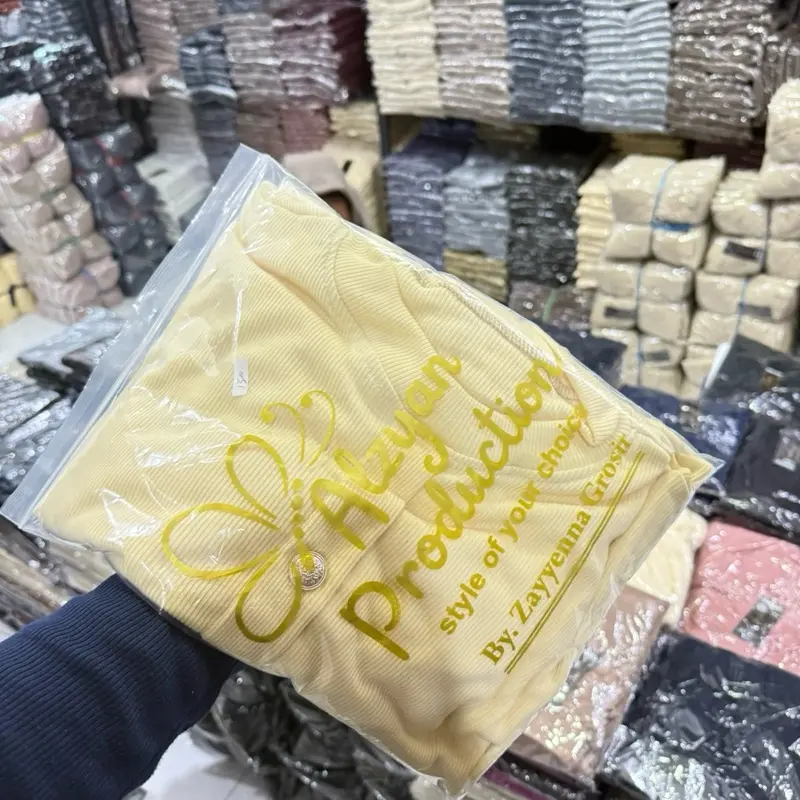 Alzyan
Production
style of your choice
By. Zayyenna Grosir